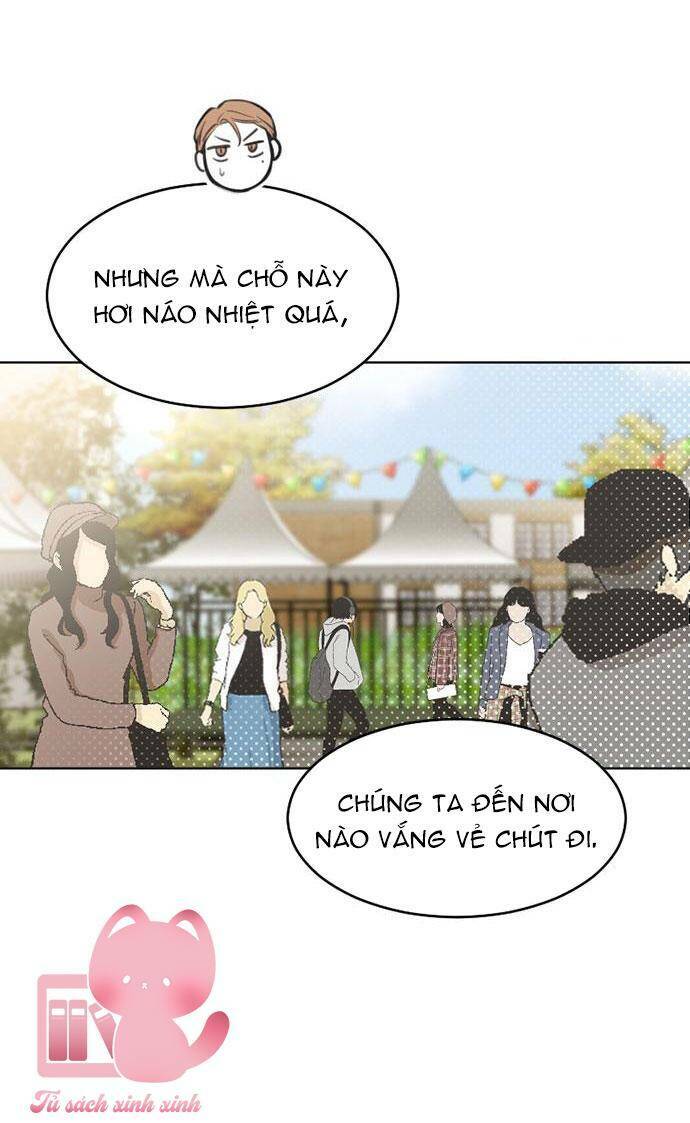 NHƯNG MÀ CHỖ NÀY
HƠI NÁO NHIỆT QUÁ,
CHÚNG TA ĐẾN NƠI
NÀO VẮNG VẺ CHÚT ĐI.
Tủ sách xinh xinh